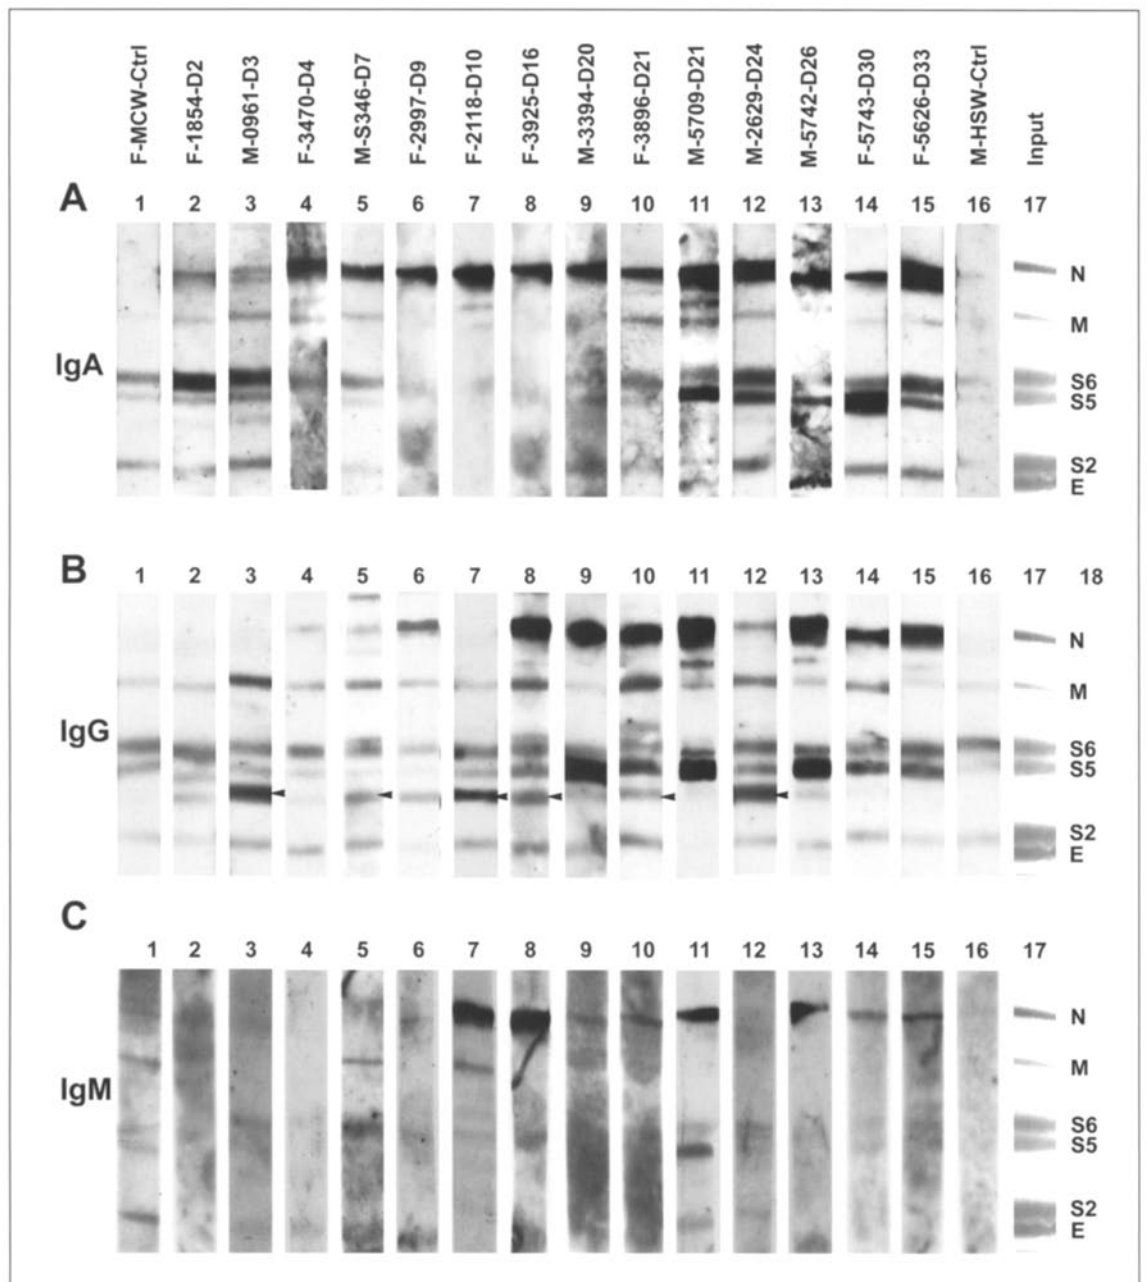 F-MCW-Ctrl F-1854-D2 M-0961-D3 F-3470-D4 M-S346-D7 F-2997-D9 F-2118-D10 F-3925-D16 M-3394-D20 F-3896-D21 M-5709-D21 M-2629-D24 M-5742-D26 F-5743-D30 F-5626-D33 M-HSW-Ctrl Input
A
1 2 3 4 5 6 7 8 9 10 11 12 13 14 15 16 17
N
M
IgA
S6
S5
S2
E
B
1 2 3 4 5 6 7 8 9 10 11 12 13 14 15 16 17 18
N
M
IgG
S6
S5
S2
E
C
1 2 3 4 5 6 7 8 9 10 11 12 13 14 15 16 17
N
M
IgM
S6
S5
S2
E